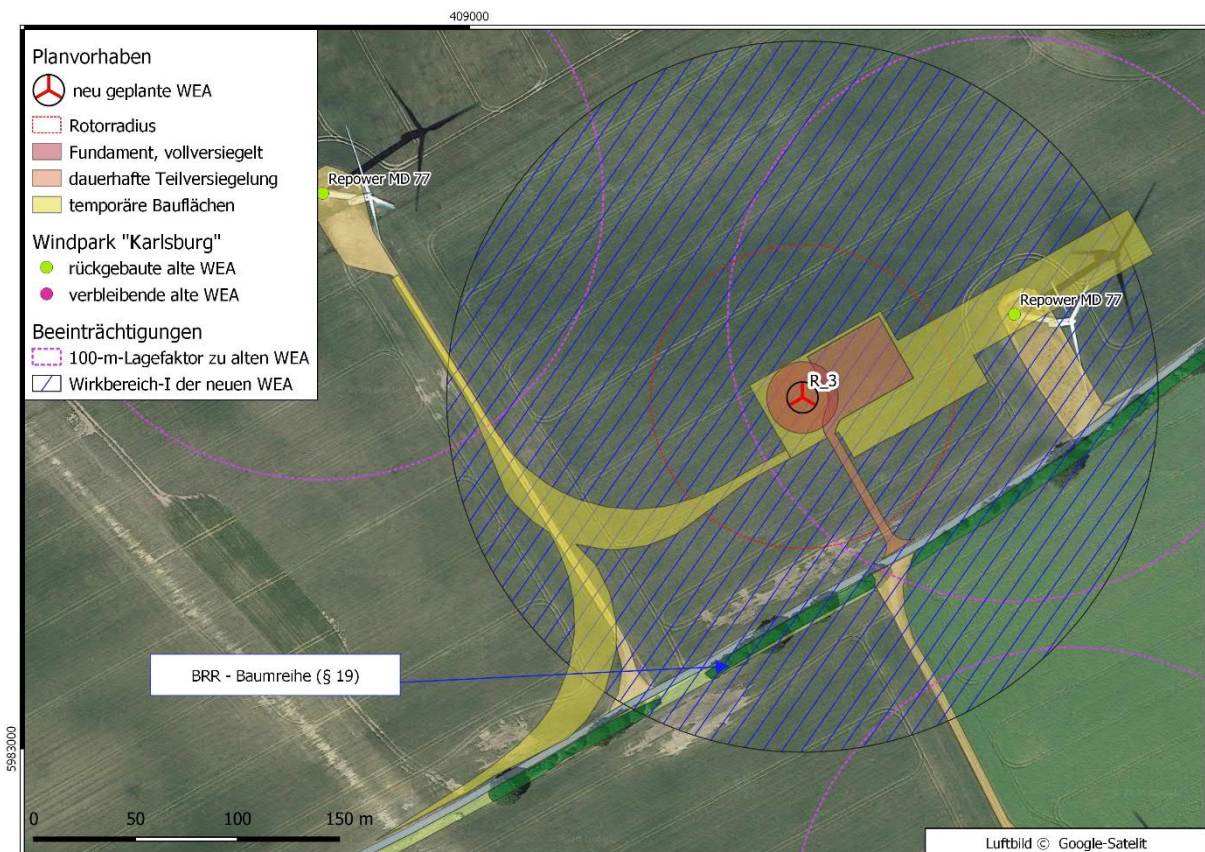 409000
Planvorhaben
neu geplante WEA
Rotorradius
Fundament, vollversiegelt
dauerhafte Teilversiegelung
temporäre Bauflächen
Windpark "Karlsburg"
rückgebaute alte WEA
verbleibende alte WEA
Beeinträchtigungen
100-m-Lagefaktor zu alten WEA
Wirkbereich-I der neuen WEA
Repower MD 77
Repower MD 77
R_3
BRR - Baumreihe (§ 19)
5983000
0 50 100 150 m
Luftbild © Google-Satelit